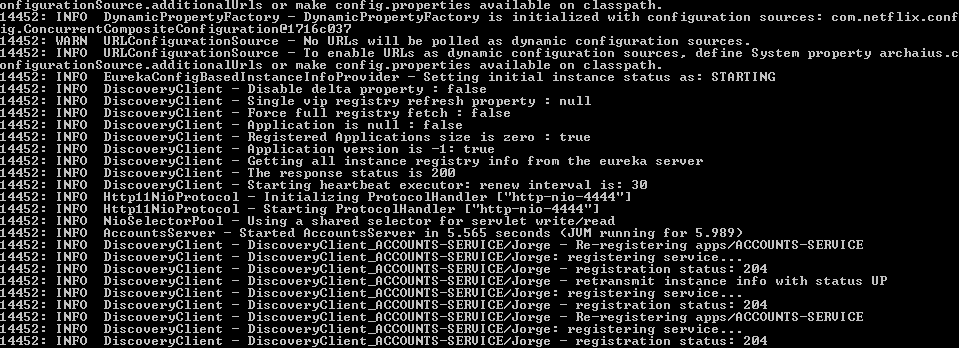 onfigurationSource.additionalUrls or make config.properties available on classpath.
14452: INFO  DynamicPropertyFactory - DynamicPropertyFactory is initialized with configuration sources: com.netflix.conf
ig.ConcurrentCompositeConfiguration@1716c037
14452: WARN  URLConfigurationSource - No URLs will be polled as dynamic configuration sources.
14452: INFO  URLConfigurationSource - To enable URLs as dynamic configuration sources, define System property archaius.c
onfigurationSource.additionalUrls or make config.properties available on classpath.
14452: INFO  EurekaConfigBasedInstanceInfoProvider - Setting initial instance status as: STARTING
14452: INFO  DiscoveryClient - Disable delta property : false
14452: INFO  DiscoveryClient - Single vip registry refresh property : null
14452: INFO  DiscoveryClient - Force full registry fetch : false
14452: INFO  DiscoveryClient - Application is null : false
14452: INFO  DiscoveryClient - Registered Applications size is zero : true
14452: INFO  DiscoveryClient - Application version is -1: true
14452: INFO  DiscoveryClient - Getting all instance registry info from the eureka server
14452: INFO  DiscoveryClient - The response status is 200
14452: INFO  DiscoveryClient - Starting heartbeat executor: renew interval is: 30
14452: INFO  Http11NioProtocol - Initializing ProtocolHandler ["http-nio-4444"]
14452: INFO  Http11NioProtocol - Starting ProtocolHandler ["http-nio-4444"]
14452: INFO  NioSelectorPool - Using a shared selector for servlet write/read
14452: INFO  AccountsServer - Started AccountsServer in 5.565 seconds (JVM running for 5.989)
14452: INFO  DiscoveryClient - DiscoveryClient_ACCOUNTS-SERVICE/Jorge - Re-registering apps/ACCOUNTS-SERVICE
14452: INFO  DiscoveryClient - DiscoveryClient_ACCOUNTS-SERVICE/Jorge: registering service...
14452: INFO  DiscoveryClient - DiscoveryClient_ACCOUNTS-SERVICE/Jorge - registration status: 204
14452: INFO  DiscoveryClient - DiscoveryClient_ACCOUNTS-SERVICE/Jorge - retransmit instance info with status UP
14452: INFO  DiscoveryClient - DiscoveryClient_ACCOUNTS-SERVICE/Jorge: registering service...
14452: INFO  DiscoveryClient - DiscoveryClient_ACCOUNTS-SERVICE/Jorge - registration status: 204
14452: INFO  DiscoveryClient - DiscoveryClient_ACCOUNTS-SERVICE/Jorge - Re-registering apps/ACCOUNTS-SERVICE
14452: INFO  DiscoveryClient - DiscoveryClient_ACCOUNTS-SERVICE/Jorge: registering service...
14452: INFO  DiscoveryClient - DiscoveryClient_ACCOUNTS-SERVICE/Jorge - registration status: 204